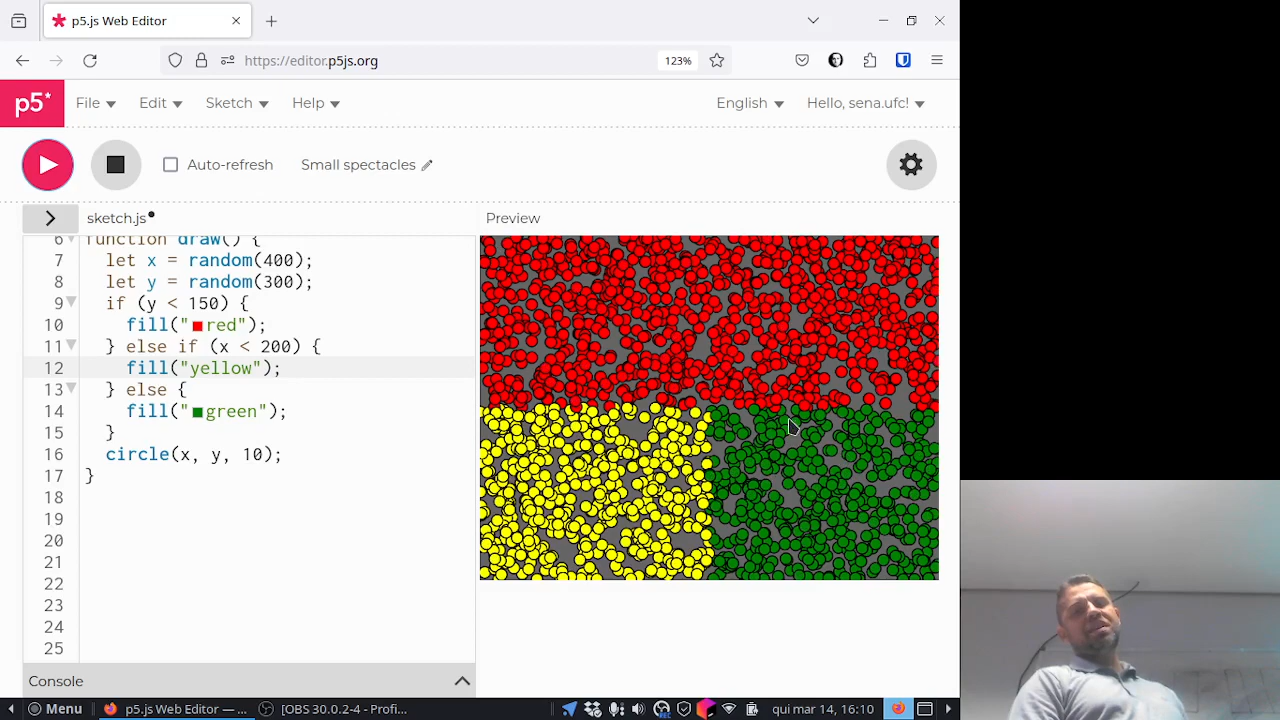 p5.js Web Editor
https://editor.p5js.org
123%
p5*
File
Edit
Sketch
Help
English
Hello, sena.ufc!
Auto-refresh
Small spectacles
sketch.js
Preview
6 function draw() {
7 let x = random(400);
8 let y = random(300);
9 if (y < 150) {
10 fill("red");
11 } else if (x < 200) {
12 fill("yellow");
13 } else {
14 fill("green");
15 }
16 circle(x, y, 10);
17 }
18
19
20
21
22
23
24
25
Console
Menu
p5.js Web Editor — ...
[OBS 30.0.2-4 - Profi...
REC
qui mar 14, 16:10